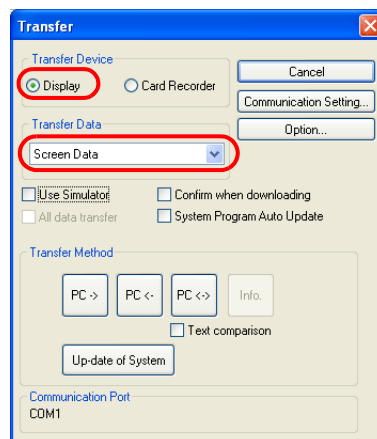 Transfer
Transfer Device
Display
Card Recorder
Cancel
Communication Setting...
Transfer Data
Option...
Screen Data
Use Simulator
Confirm when downloading
All data transfer
System Program Auto Update
Transfer Method
PC ->
PC <-
PC <->
Info.
Text comparison
Up-date of System
Communication Port
COM1